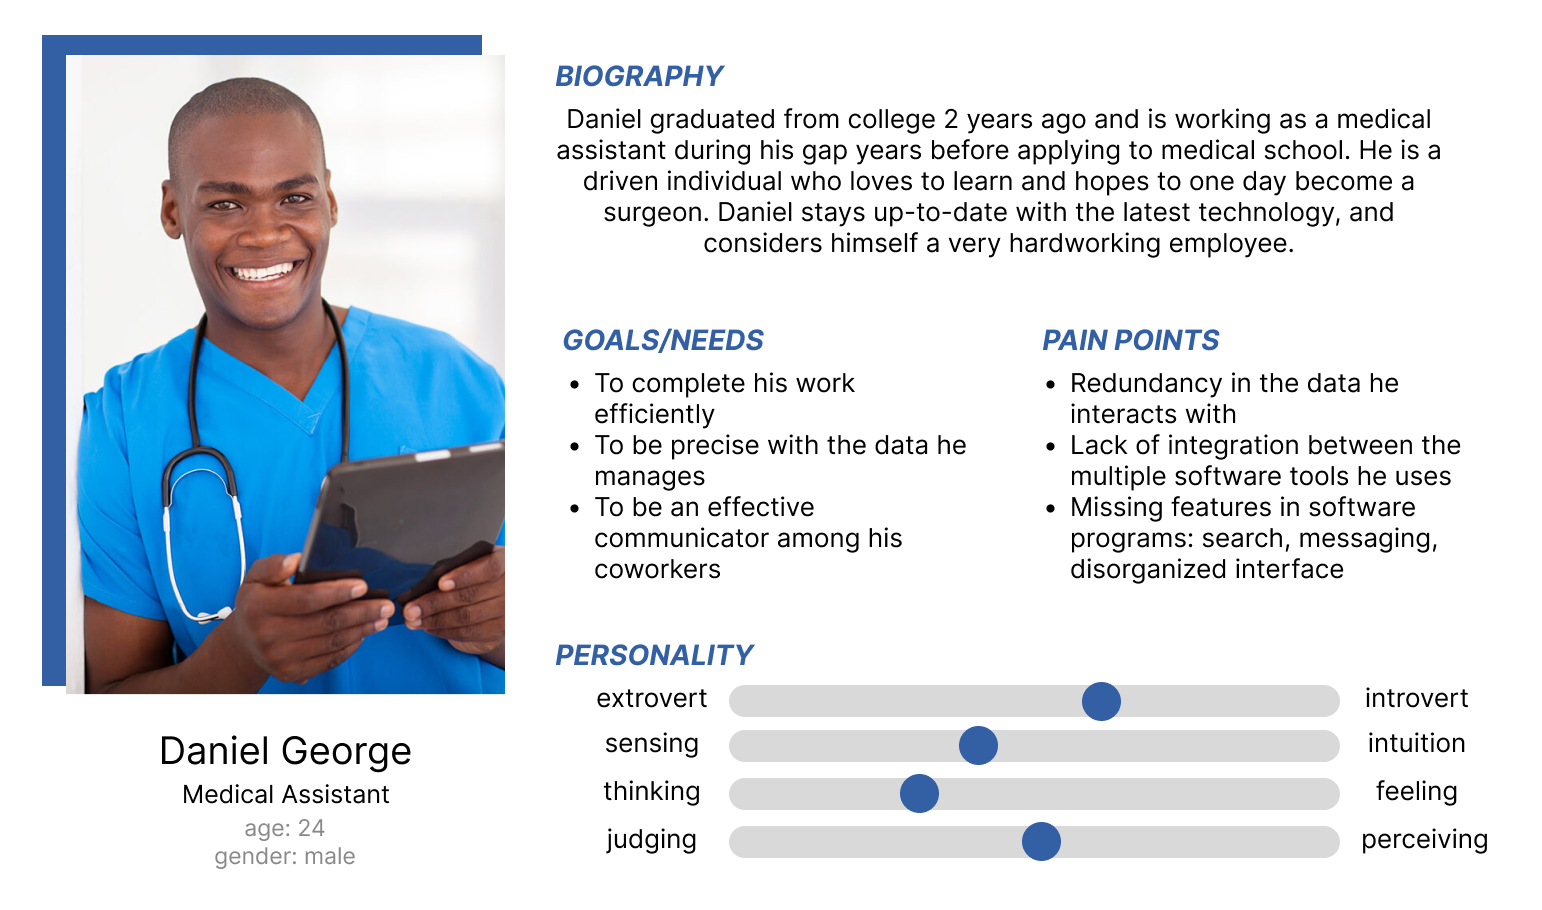 BIOGRAPHY
Daniel graduated from college 2 years ago and is working as a medical
assistant during his gap years before applying to medical school. He is a
driven individual who loves to learn and hopes to one day become a
surgeon. Daniel stays up-to-date with the latest technology, and
considers himself a very hardworking employee.
GOALS/NEEDS
• To complete his work
efficiently
• To be precise with the data he
manages
• To be an effective
communicator among his
coworkers
PAIN POINTS
• Redundancy in the data he
interacts with
• Lack of integration between the
multiple software tools he uses
• Missing features in software
programs: search, messaging,
disorganized interface
PERSONALITY
extrovert introvert
sensing intuition
thinking feeling
judging perceiving
Daniel George
Medical Assistant
age: 24
gender: male